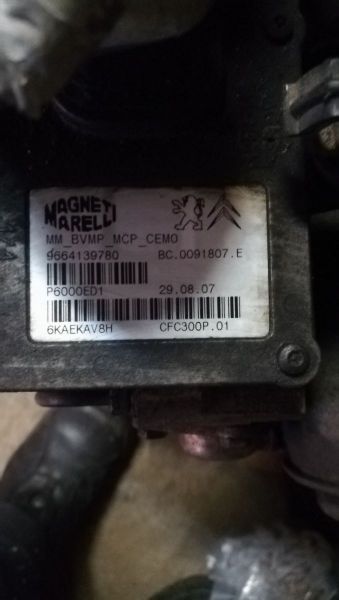 MAGNETI
MARELLI
MM_BVMP_MCP_CEMO
9664139780 BC.0091807.E
P6000ED1 29.08.07
6KAEKAV8H CFC300P.01